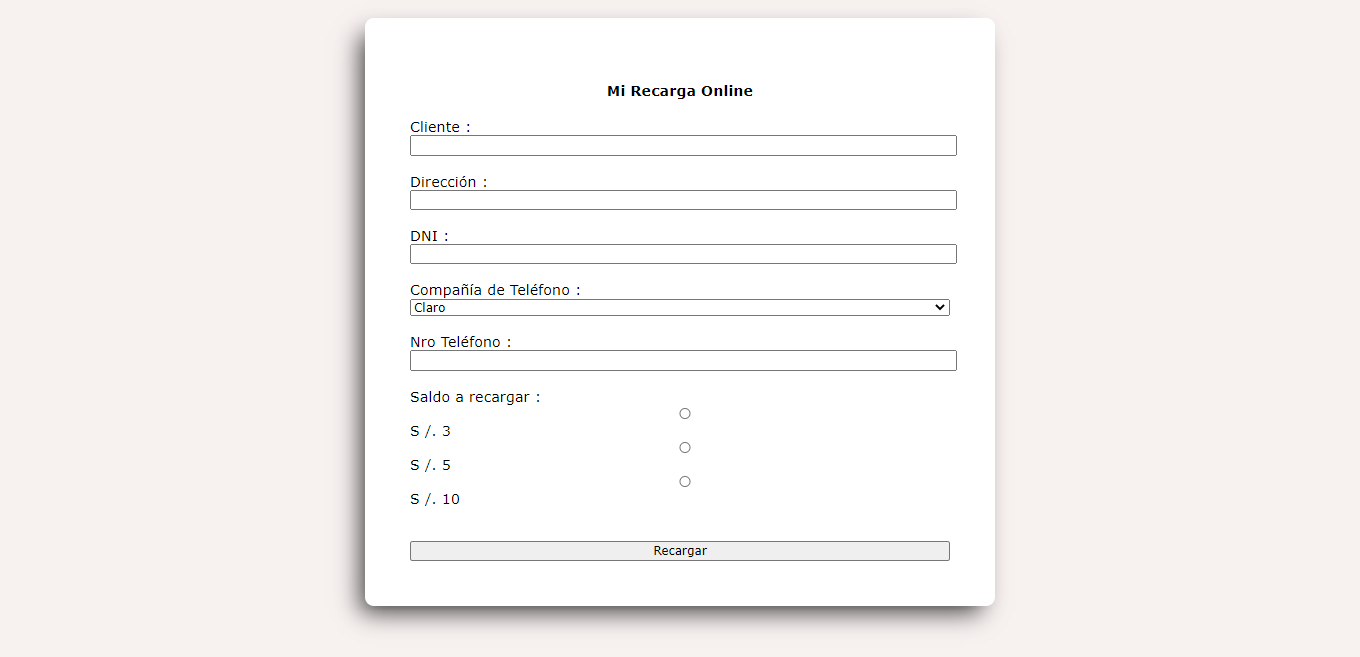 Mi Recarga Online
Cliente :
Dirección :
DNI :
Compañía de Teléfono :
Claro
Nro Teléfono :
Saldo a recargar :
S /. 3
S /. 5
S /. 10
Recargar